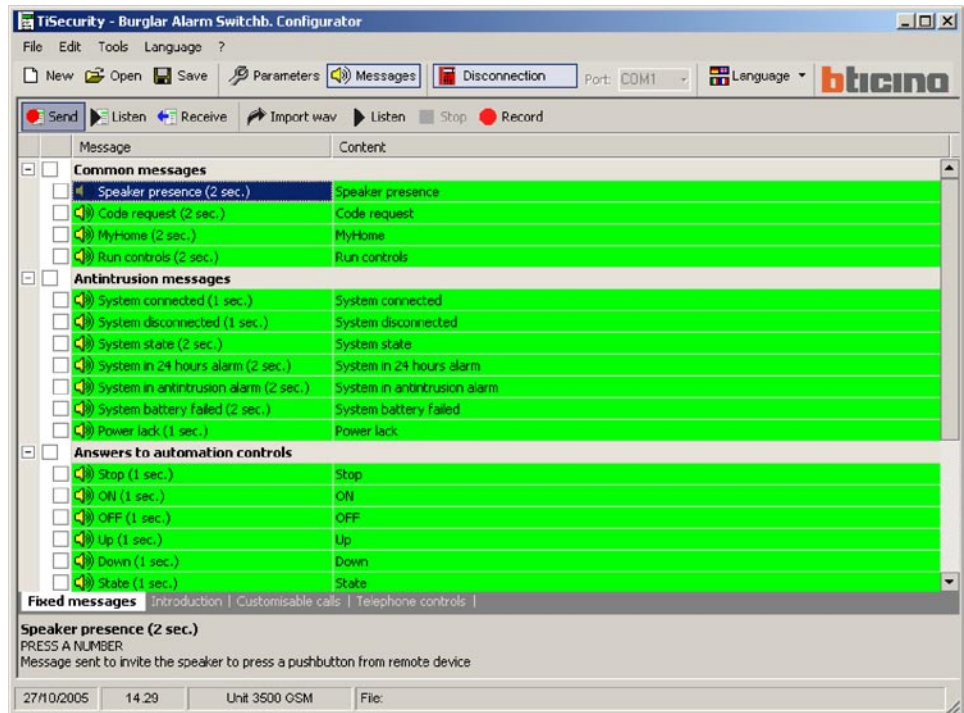 TiSecurity - Burglar Alarm Switchb. Configurator
File Edit Tools Language ?
New Open Save Parameters Messages Disconnection Port: COM1 Language bticino
Send Listen Receive Import wav Listen Stop Record
Message Content
Common messages
Speaker presence (2 sec.) Speaker presence
Code request (2 sec.) Code request
MyHome (2 sec.) MyHome
Run controls (2 sec.) Run controls
Antintrusion messages
System connected (1 sec.) System connected
System disconnected (1 sec.) System disconnected
System state (2 sec.) System state
System in 24 hours alarm (2 sec.) System in 24 hours alarm
System in antintrusion alarm (2 sec.) System in antintrusion alarm
System battery failed (2 sec.) System battery failed
Power lack (1 sec.) Power lack
Answers to automation controls
Stop (1 sec.) Stop
ON (1 sec.) ON
OFF (1 sec.) OFF
Up (1 sec.) Up
Down (1 sec.) Down
State (1 sec.) State
Fixed messages Introduction | Customisable calls | Telephone controls |
Speaker presence (2 sec.)
PRESS A NUMBER
Message sent to invite the speaker to press a pushbutton from remote device
27/10/2005 14.29 Unit 3500 GSM File: